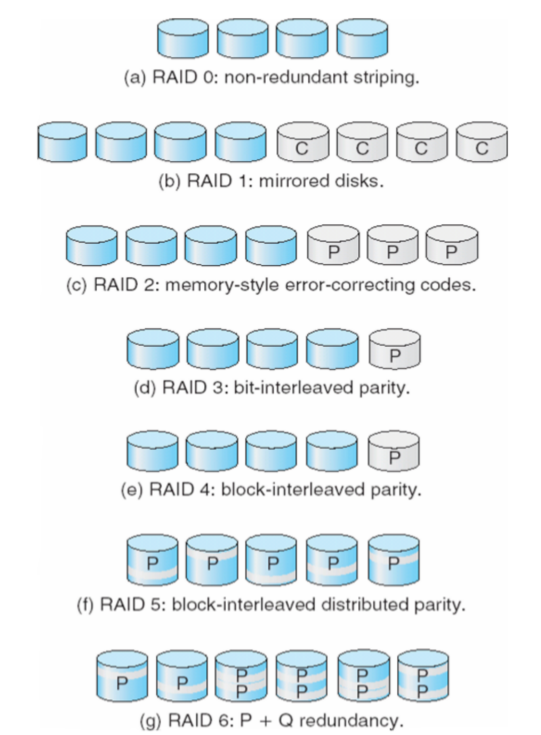 (a) RAID 0: non-redundant striping.
C C C C
(b) RAID 1: mirrored disks.
P P P
(c) RAID 2: memory-style error-correcting codes.
P
(d) RAID 3: bit-interleaved parity.
P
(e) RAID 4: block-interleaved parity.
P P P P P
(f) RAID 5: block-interleaved distributed parity.
P P P P P P
P P P P
(g) RAID 6: P + Q redundancy.